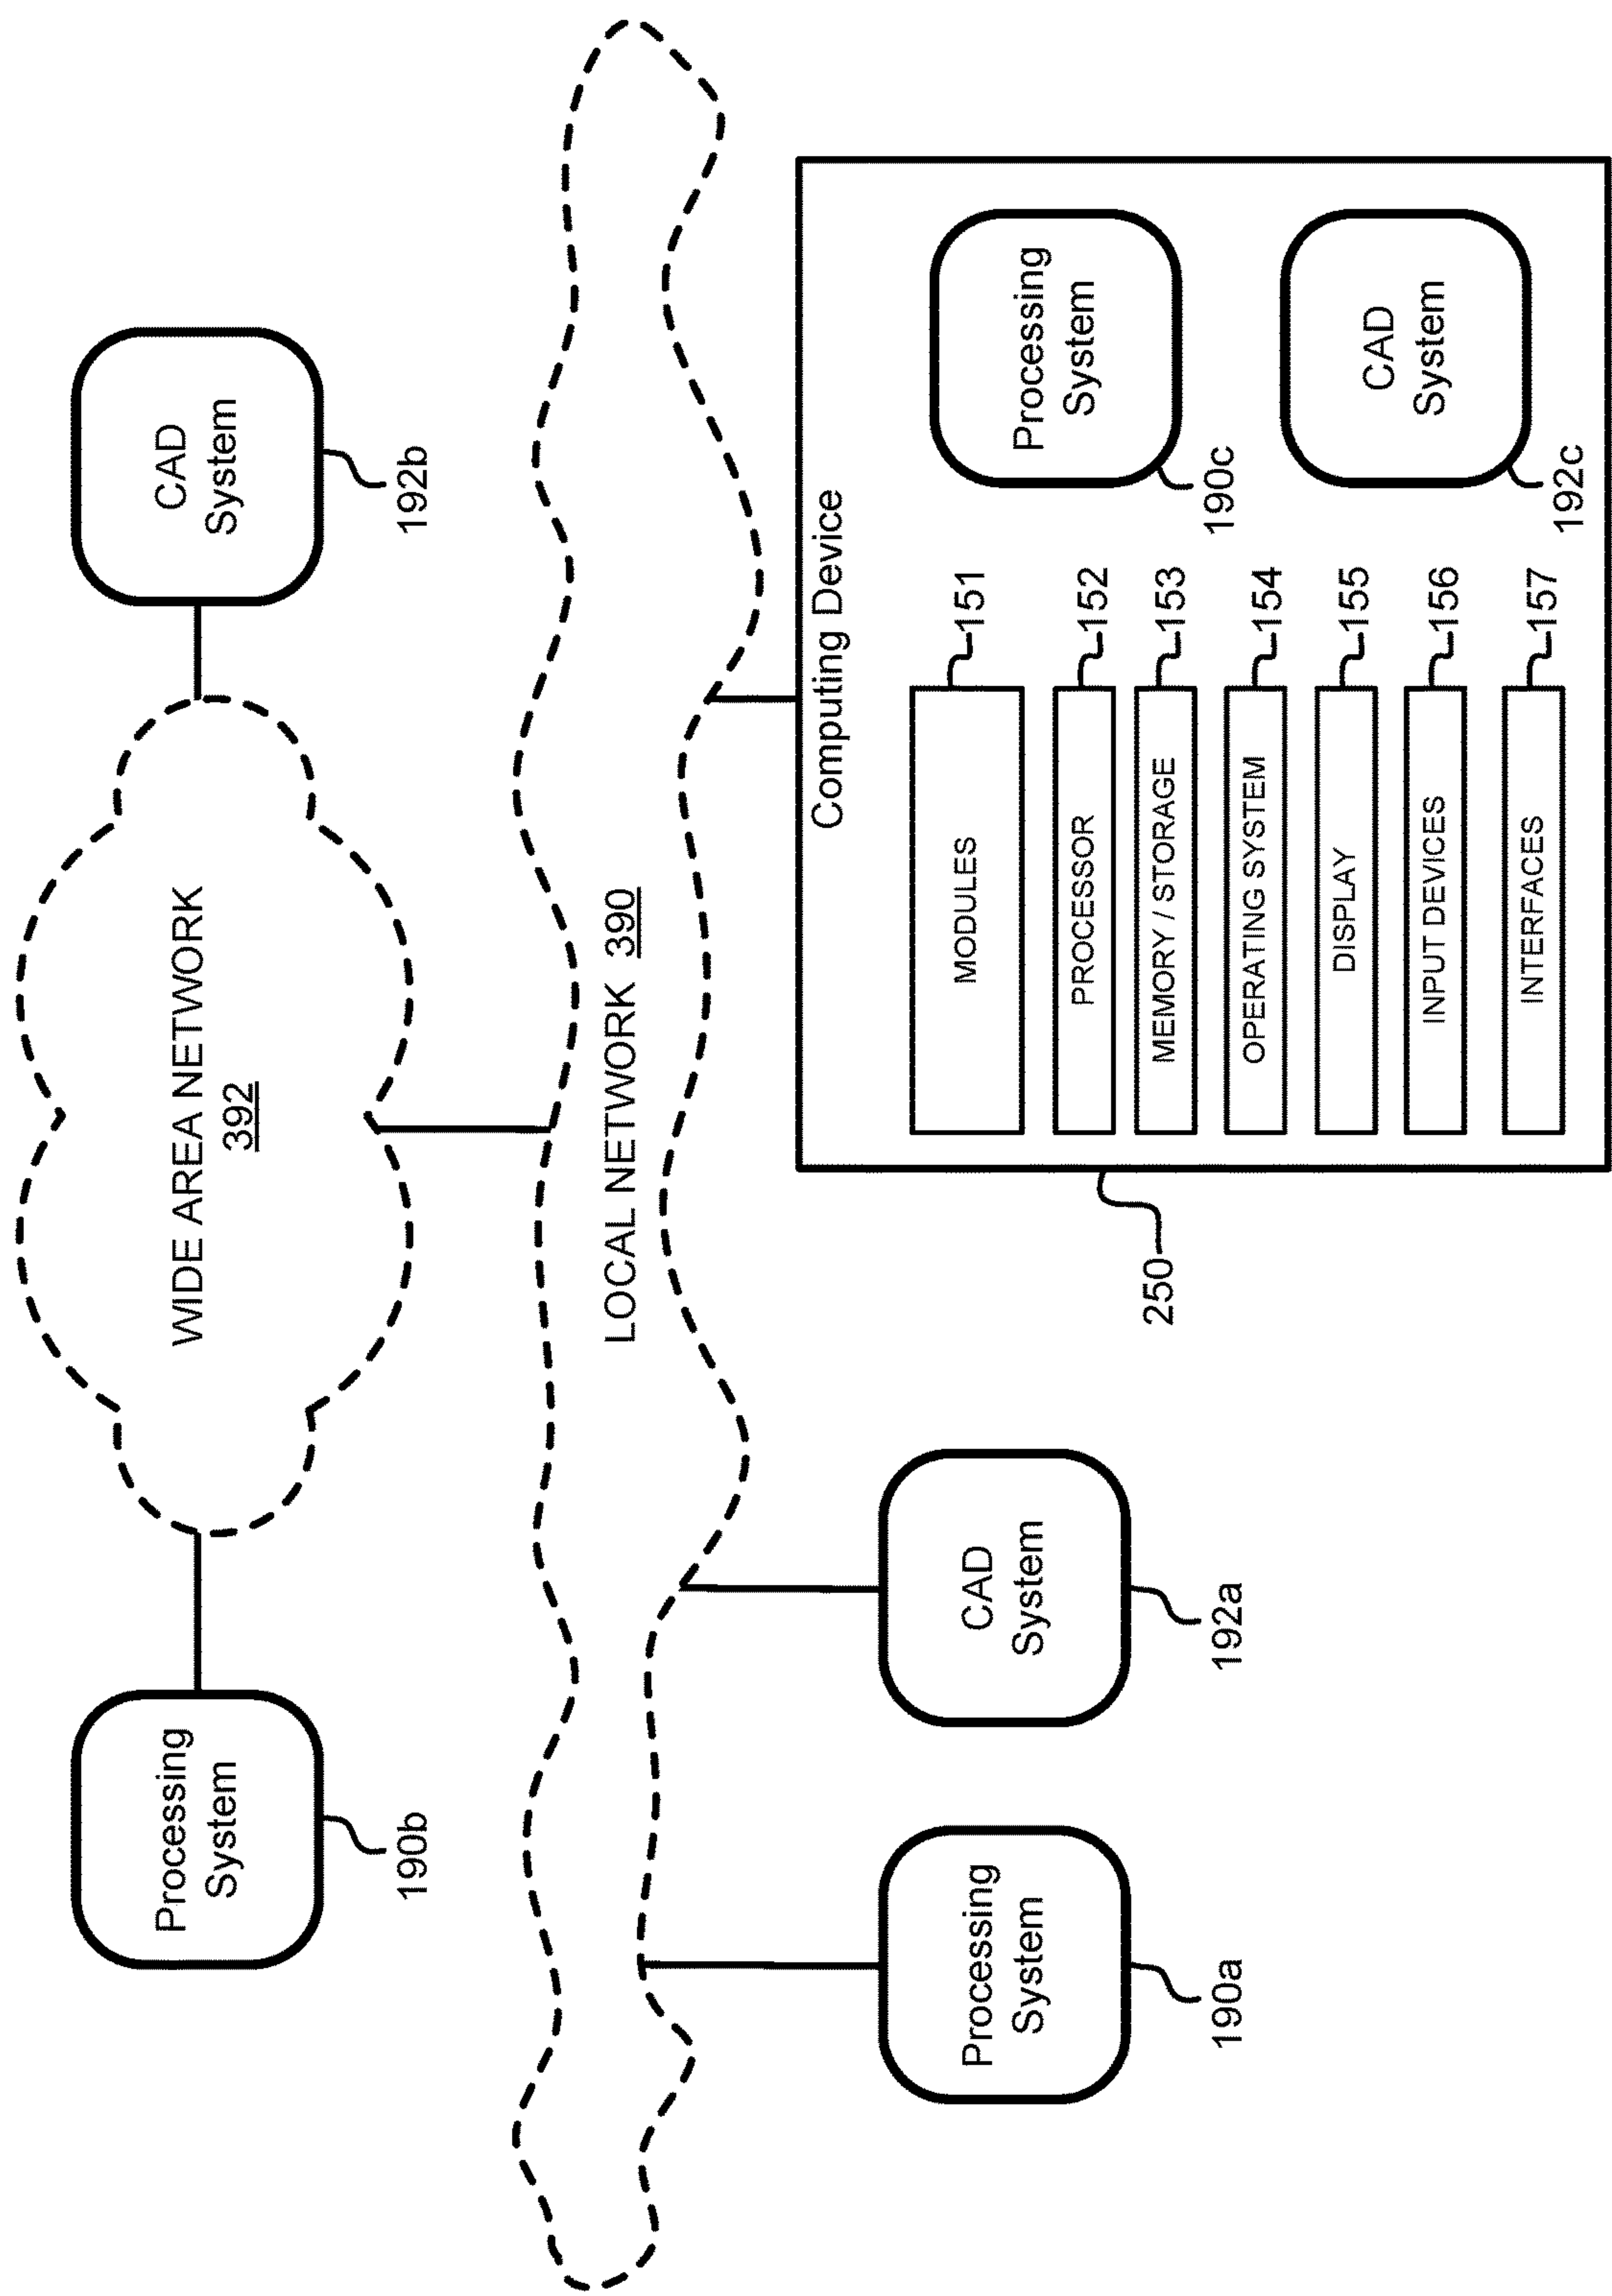 Processing
System
190b
WIDE AREA NETWORK
392
CAD
System
192b
LOCAL NETWORK 390
Processing
System
190a
CAD
System
192a
250
Computing Device
MODULES
151
PROCESSOR
152
MEMORY / STORAGE
153
OPERATING SYSTEM
154
DISPLAY
155
INPUT DEVICES
156
INTERFACES
157
Processing
System
190c
CAD
System
192c